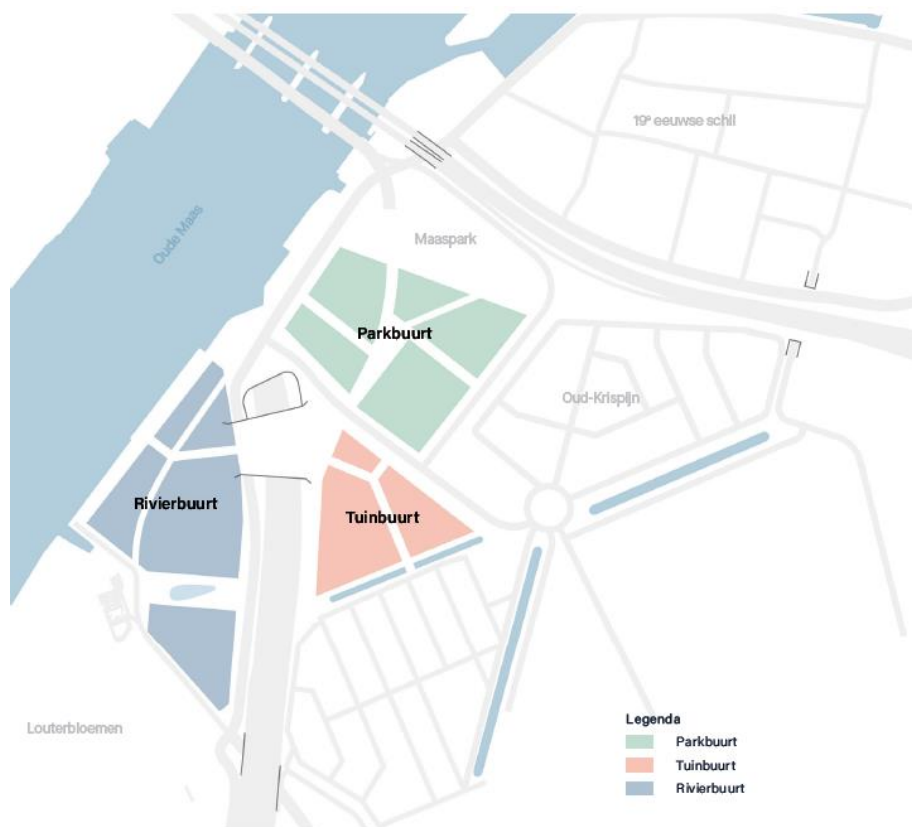 19e eeuwse schil
Oude Maas
Maaspark
Parkbuurt
Oud-Krispijn
Rivierbuurt
Tuinbuurt
Louterbloemen
Legenda
Parkbuurt
Tuinbuurt
Rivierbuurt